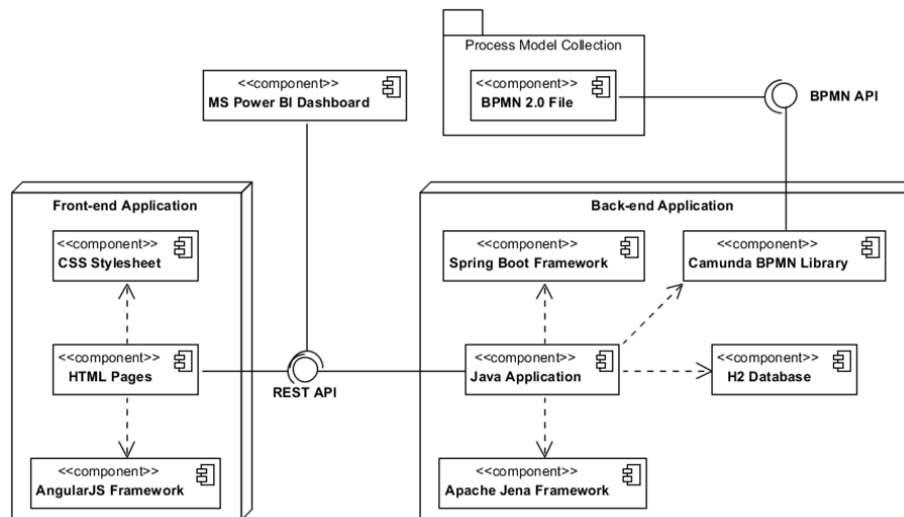 Process Model Collection
<<component>>
MS Power BI Dashboard
<<component>>
BPMN 2.0 File
BPMN API
Front-end Application
Back-end Application
<<component>>
CSS Stylesheet
<<component>>
Spring Boot Framework
<<component>>
Camunda BPMN Library
<<component>>
HTML Pages
REST API
<<component>>
Java Application
<<component>>
H2 Database
<<component>>
AngularJS Framework
<<component>>
Apache Jena Framework